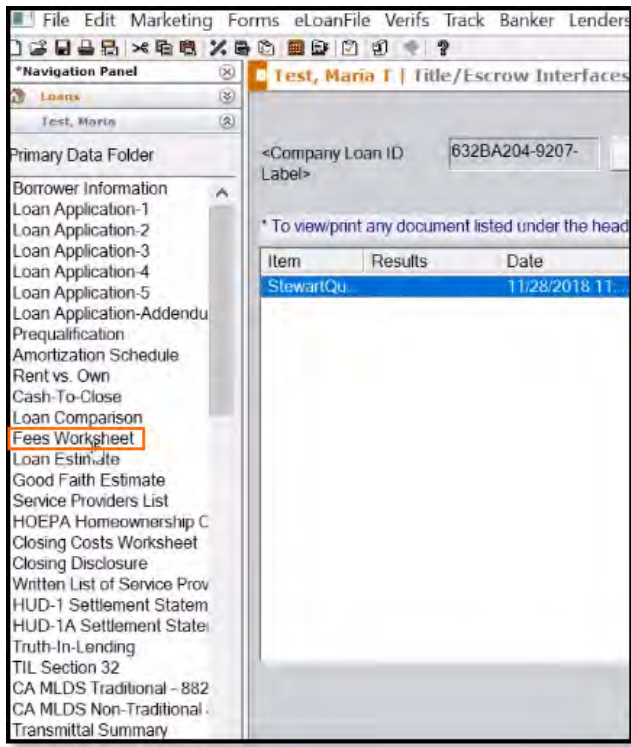 File Edit Marketing Forms eLoanFile Verifs Track Banker Lenders
*Navigation Panel
Loans
Test, Maria
Primary Data Folder
Borrower Information
Loan Application-1
Loan Application-2
Loan Application-3
Loan Application-4
Loan Application-5
Loan Application-Addendu
Prequalification
Amortization Schedule
Rent vs. Own
Cash-To-Close
Loan Comparison
Fees Worksheet
Loan Estimate
Good Faith Estimate
Service Providers List
HOEPA Homeownership C
Closing Costs Worksheet
Closing Disclosure
Written List of Service Prov
HUD-1 Settlement Statem
HUD-1A Settlement State
Truth-In-Lending
TIL Section 32
CA MLDS Traditional - 882
CA MLDS Non-Traditional
Transmittal Summary
Test, Maria T | Title/Escrow Interfaces
<Company Loan ID 632BA204-9207-
Label>
* To view/print any document listed under the head
Item Results Date
StewartQu... 11/28/2018 11:...